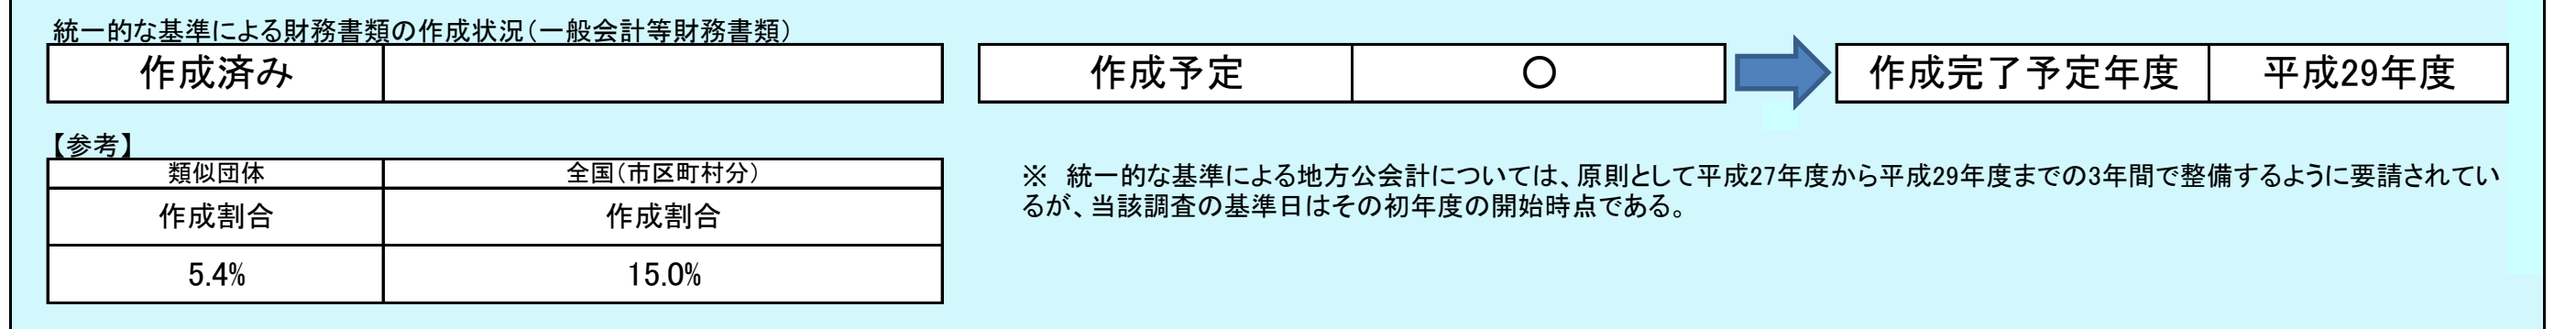 統一的な基準による財務書類の作成状況（一般会計等財務書類）
作成済み
作成予定 ○
作成完了予定年度 平成29年度
【参考】
類似団体 全国（市区町村分）
作成割合 作成割合
5.4% 15.0%
※ 統一的な基準による地方公会計については、原則として平成27年度から平成29年度までの3年間で整備するように要請されてい
るが、当該調査の基準日はその初年度の開始時点である。